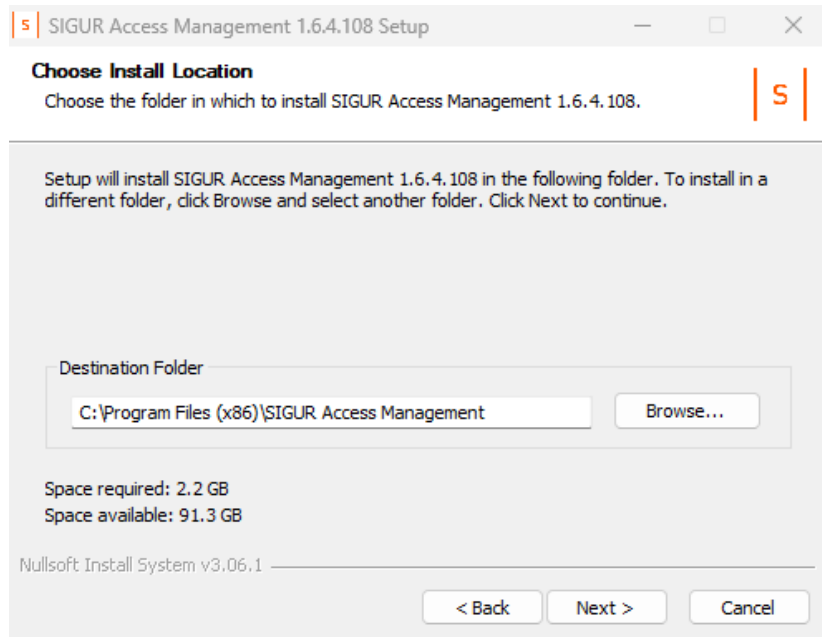 S SIGUR Access Management 1.6.4.108 Setup
Choose Install Location
Choose the folder in which to install SIGUR Access Management 1.6.4.108.
S
Setup will install SIGUR Access Management 1.6.4.108 in the following folder. To install in a
different folder, click Browse and select another folder. Click Next to continue.
Destination Folder
C:\Program Files (x86)\SIGUR Access Management
Browse...
Space required: 2.2 GB
Space available: 91.3 GB
Nullsoft Install System v3.06.1
< Back Next > Cancel